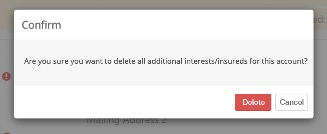 Confirm
Are you sure you want to delete all additional interests/insureds for this account?
Delete
Cancel
Mailing Address 2